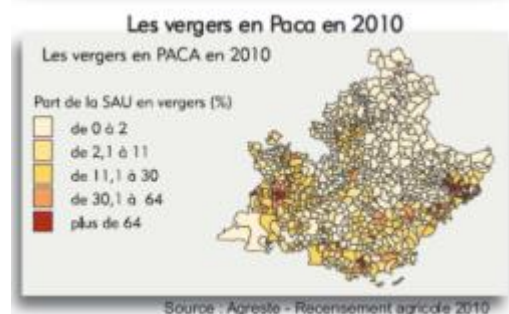 Les vergers en Paca en 2010
Les vergers en PACA en 2010
Part de la SAU en vergers (%)
de 0 à 2
de 2,1 à 11
de 11,1 à 30
de 30,1 à 64
plus de 64
Source : Agreste - Recensement agricole 2010